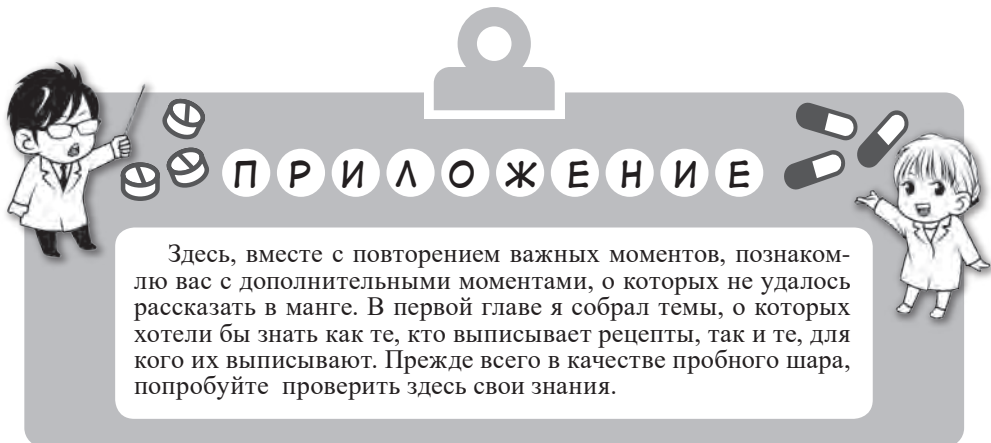 ПРИЛОЖЕНИЕ
Здесь, вместе с повторением важных моментов, познаком-
лю вас с дополнительными моментами, о которых не удалось
рассказать в манге. В первой главе я собрал темы, о которых
хотели бы знать как те, кто выписывает рецепты, так и те, для
кого их выписывают. Прежде всего в качестве пробного шара,
попробуйте проверить здесь свои знания.